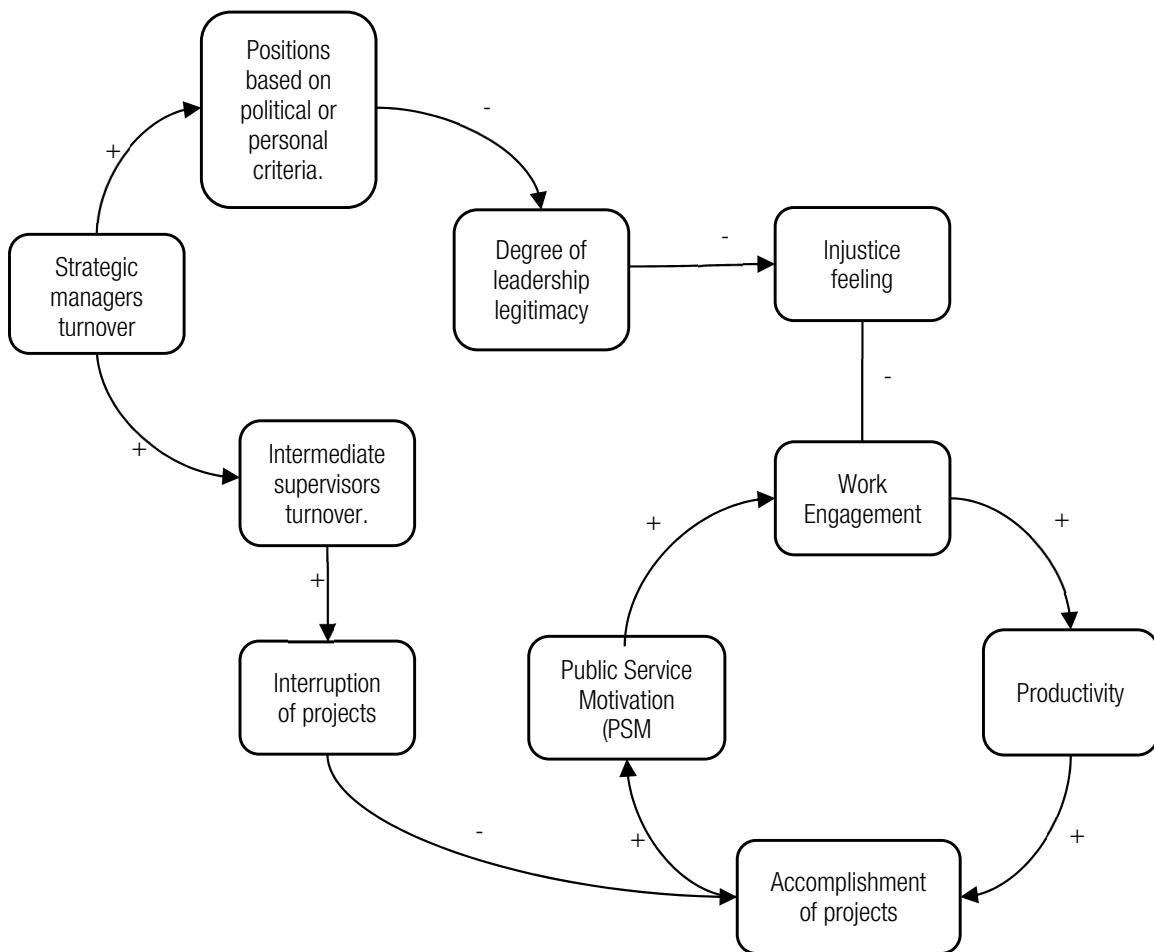 Positions
based on
political or
personal
criteria.
-
+
Degree of
leadership
legitimacy
-
Injustice
feeling
Strategic
managers
turnover
-
+
Intermediate
supervisors
turnover.
Work
Engagement
+
+
+
Interruption
of projects
Public Service
Motivation
(PSM
Productivity
-
+
+
Accomplishment
of projects